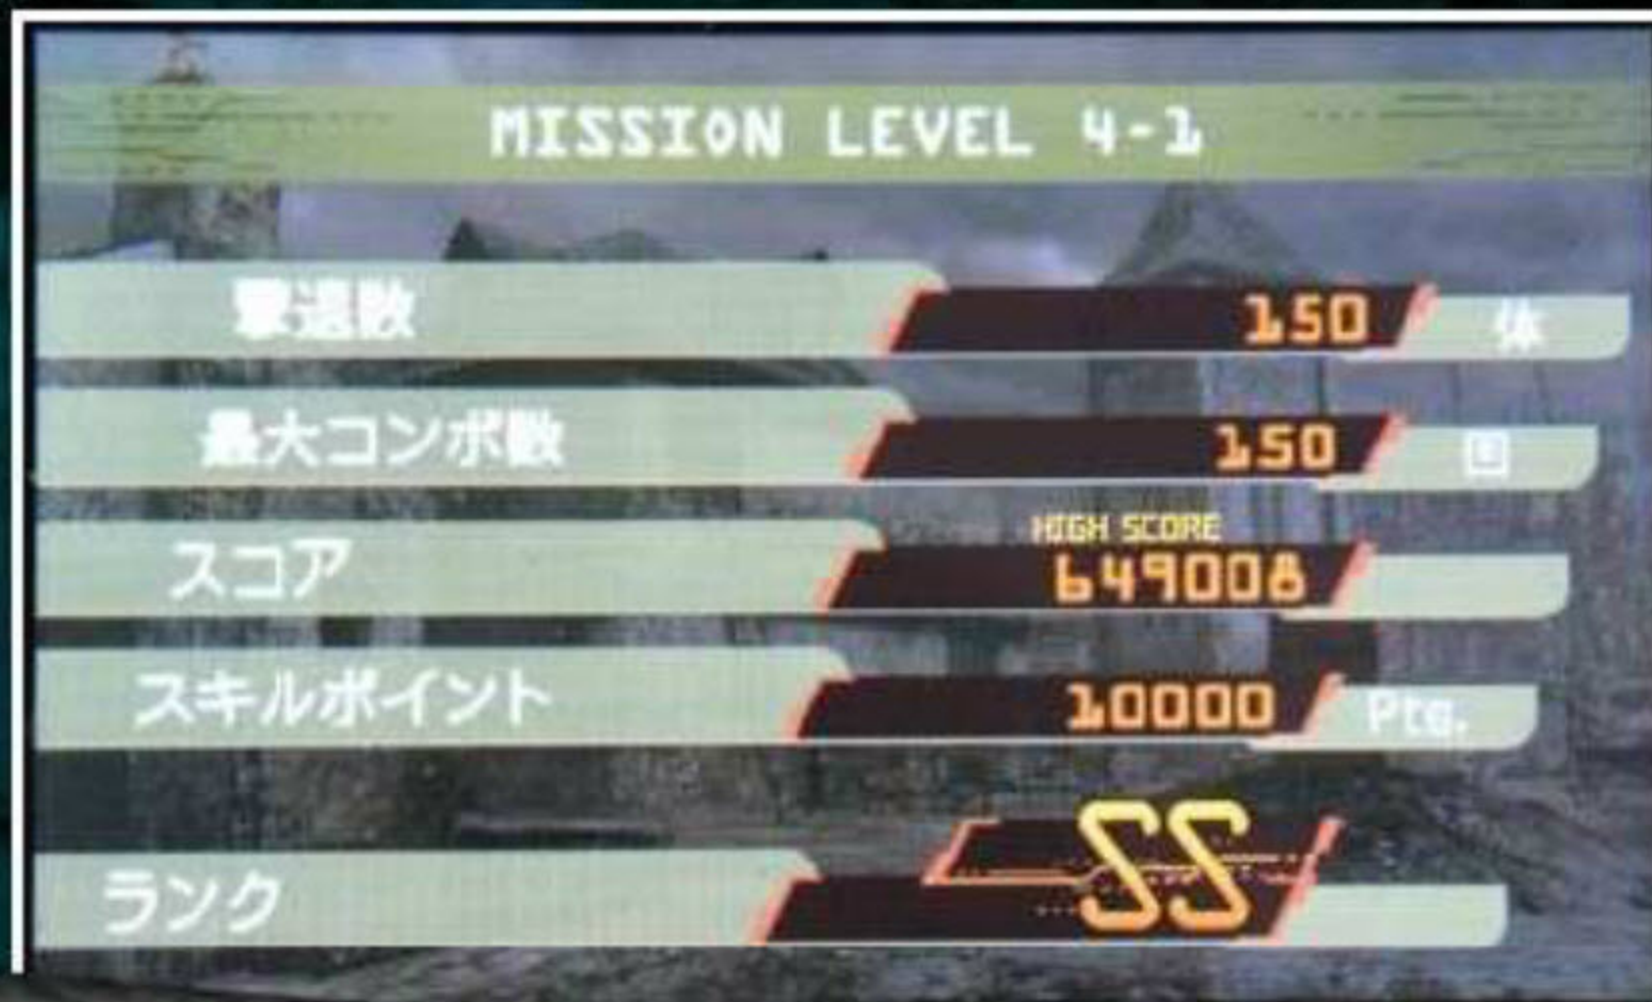 MISSION LEVEL 4-1
撃退数 150 体
最大コンボ数 150 回
HIGH SCORE
スコア 649008
スキルポイント 10000 Pts.
ランク SS